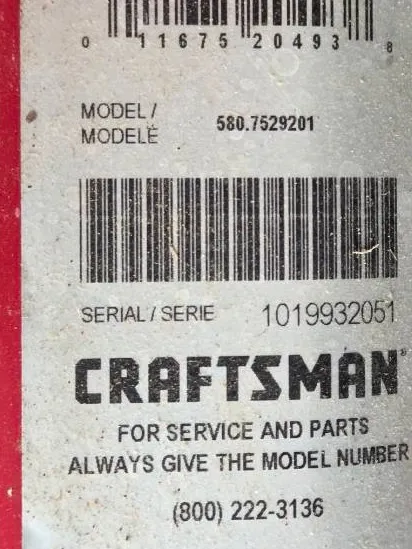 0 11675 20493 8
MODEL / 580.7529201
MODELÉ
SERIAL / SERIE 1019932051
CRAFTSMAN®
FOR SERVICE AND PARTS
ALWAYS GIVE THE MODEL NUMBER
(800) 222-3136